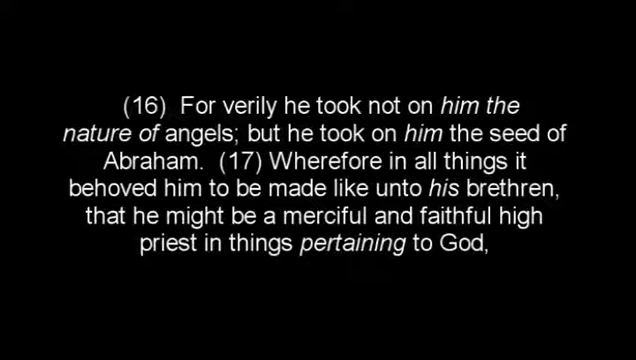 (16)  For verily he took not on him the
nature of angels; but he took on him the seed of
Abraham.  (17) Wherefore in all things it
behoved him to be made like unto his brethren,
that he might be a merciful and faithful high
priest in things pertaining to God,